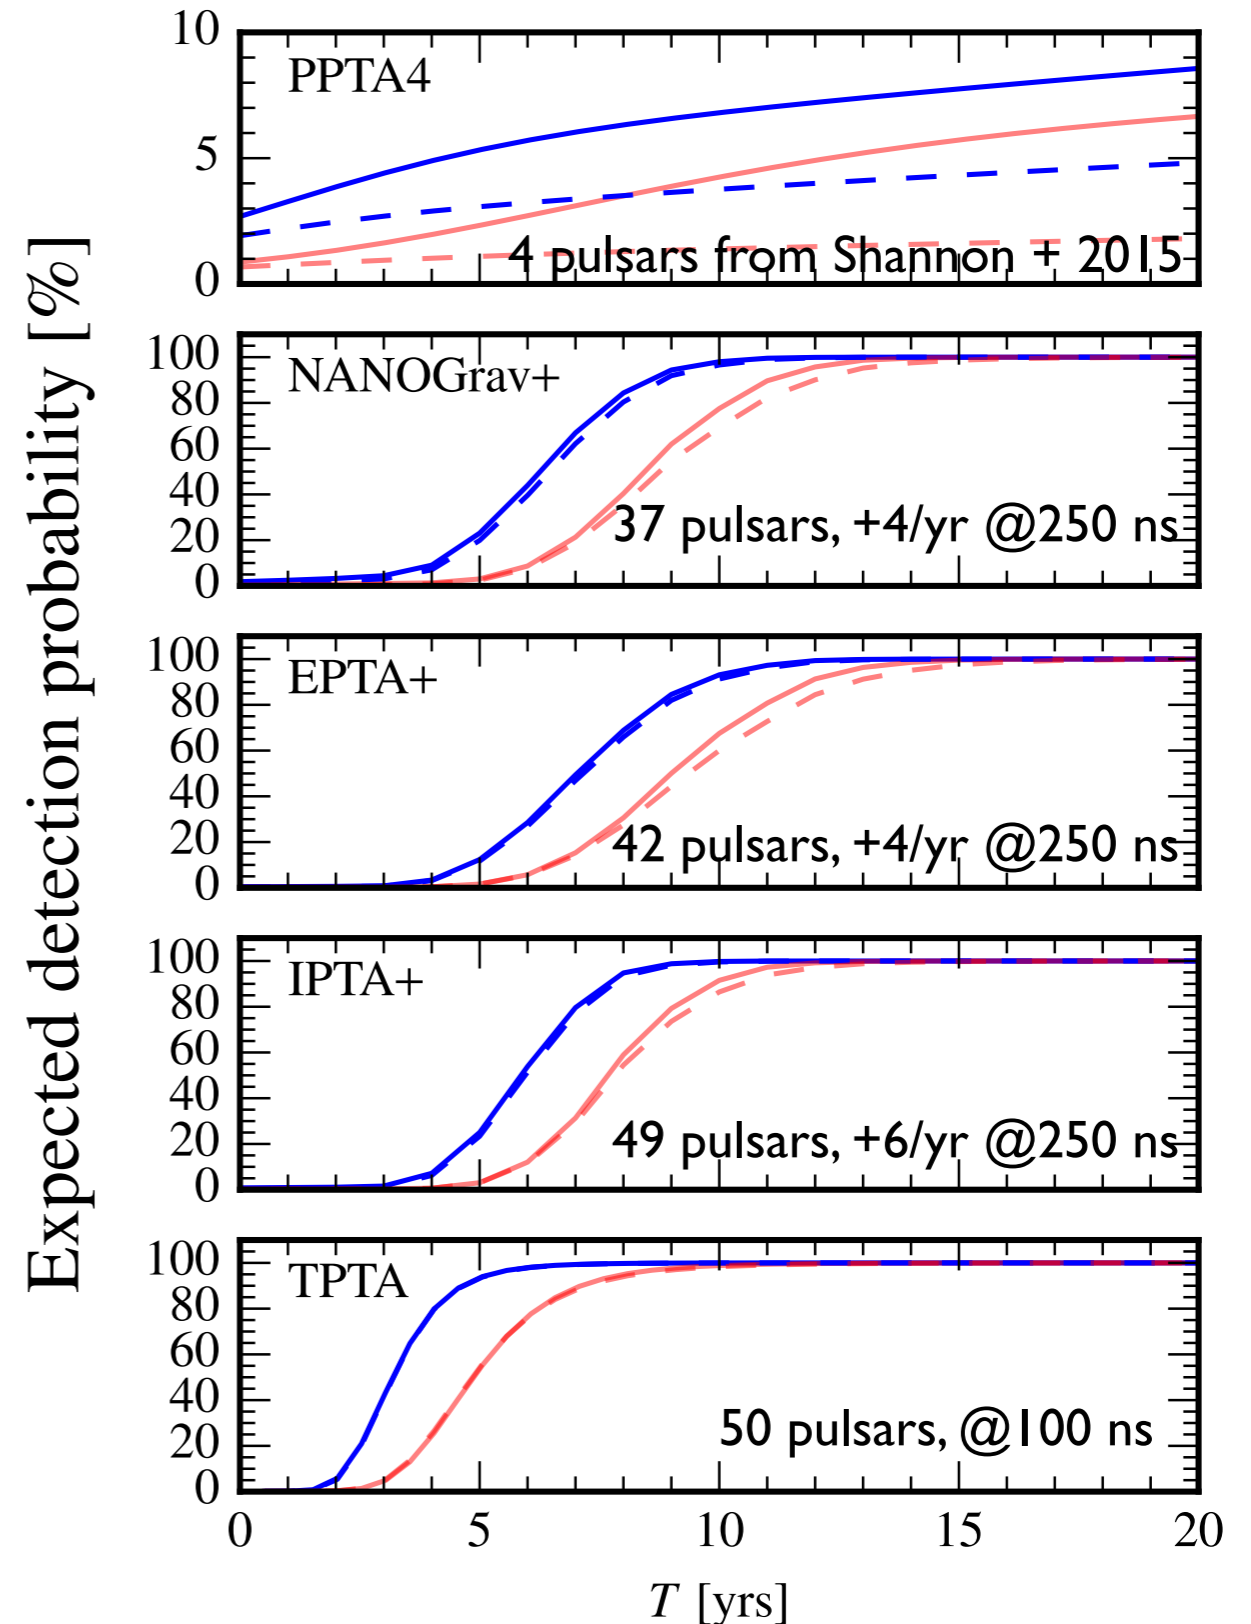 Expected detection probability [%]
10
5
0
PPTA4
4 pulsars from Shannon + 2015
100
80
60
40
20
0
NANOGrav+
37 pulsars, +4/yr @250 ns
100
80
60
40
20
0
EPTA+
42 pulsars, +4/yr @250 ns
100
80
60
40
20
0
IPTA+
49 pulsars, +6/yr @250 ns
100
80
60
40
20
0
TPTA
50 pulsars, @100 ns
0 5 10 15 20
T [yrs]